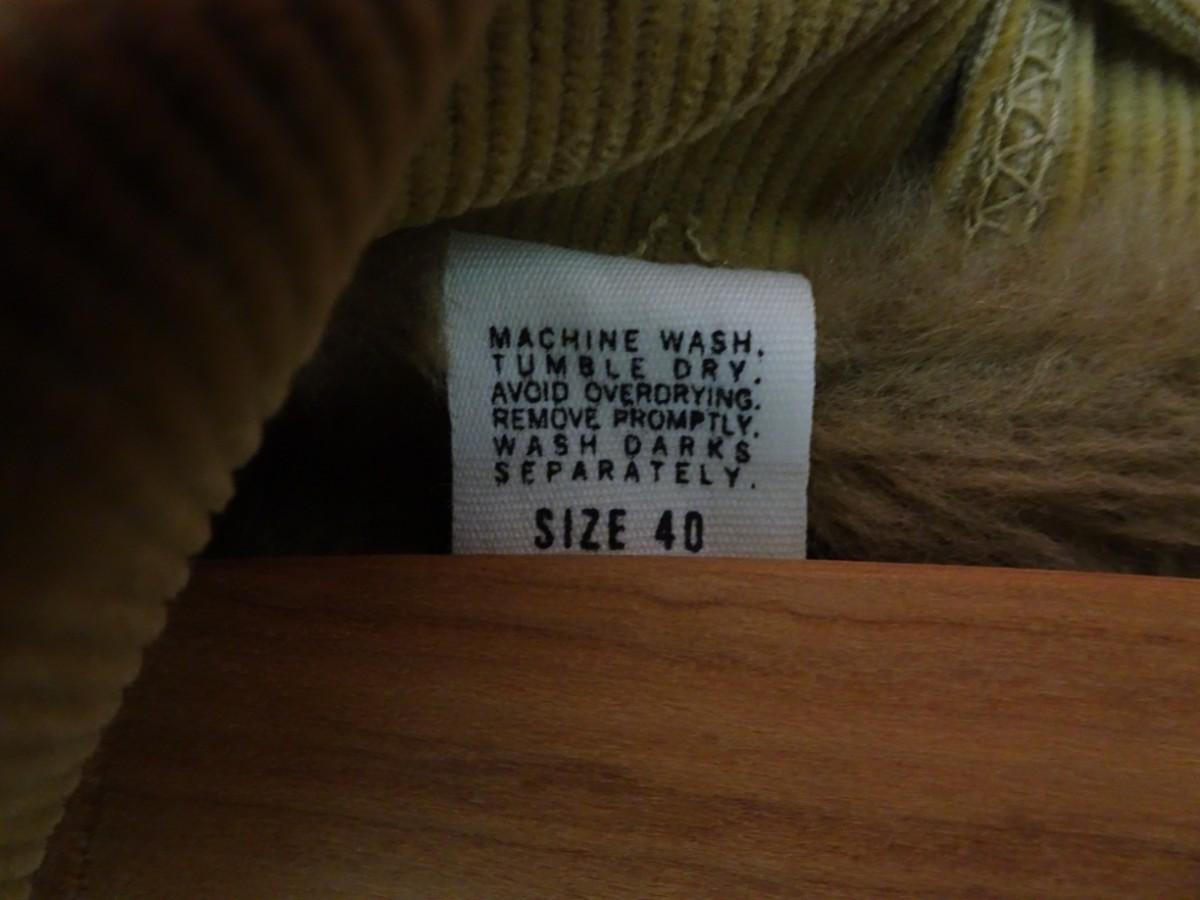 MACHINE WASH.
TUMBLE DRY.
AVOID OVERDRYING.
REMOVE PROMPTLY.
WASH DARKS
SEPARATELY.
SIZE 40